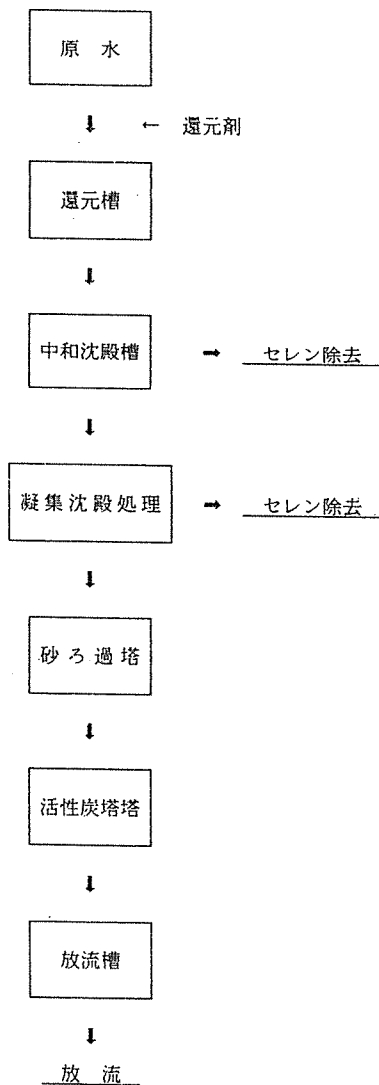 原水
↓ ← 還元剤
還元槽
↓
中和沈殿槽 → セレン除去
↓
凝集沈殿処理 → セレン除去
↓
砂ろ過塔
↓
活性炭塔塔
↓
放流槽
↓
放流